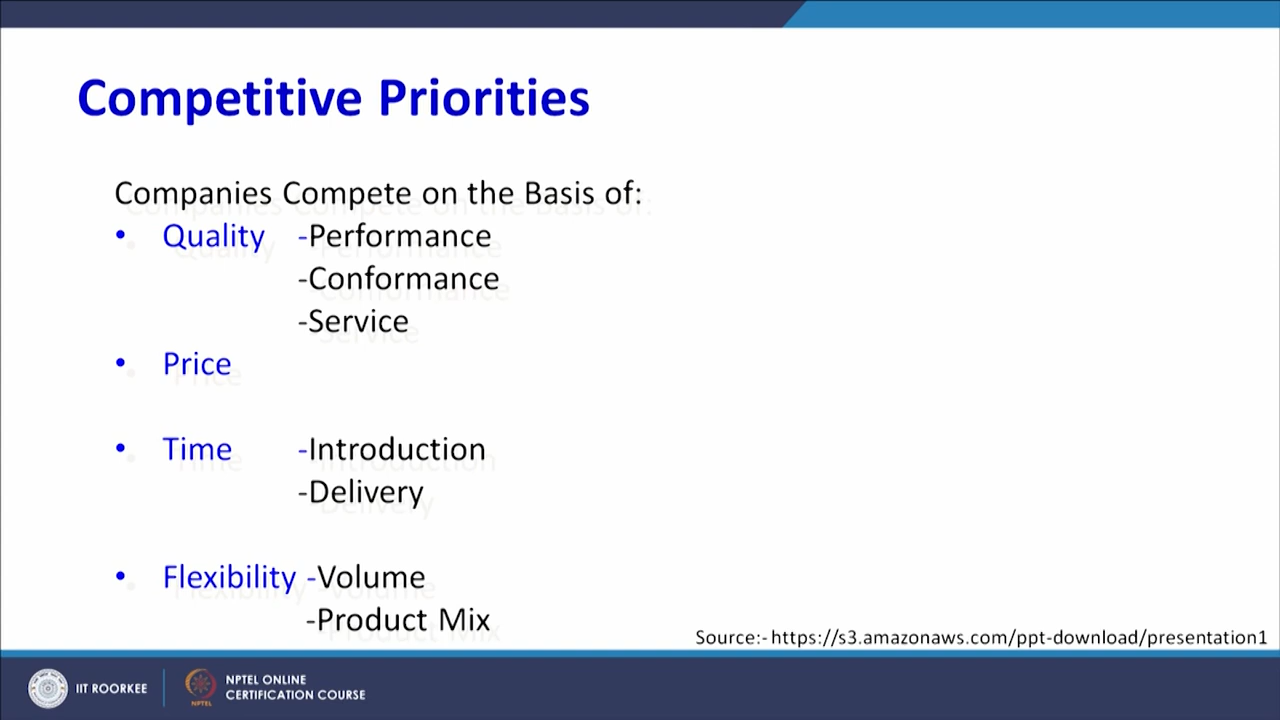 Competitive Priorities
Companies Compete on the Basis of:
• Quality -Performance
-Conformance
-Service
• Price
• Time -Introduction
-Delivery
• Flexibility -Volume
-Product Mix
Source:- https://s3.amazonaws.com/ppt-download/presentation1
IIT ROORKEE
NPTEL ONLINE
CERTIFICATION COURSE
NPTEL